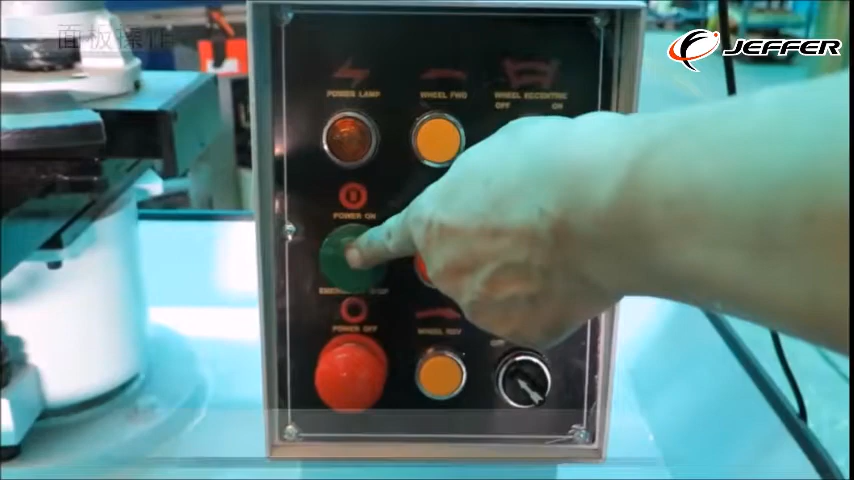 面板操作
JEFFER
POWER LAMP
WHEEL FWD
WHEEL ECCENTRIC
OFF ON
POWER ON
POWER OFF
WHEEL REV